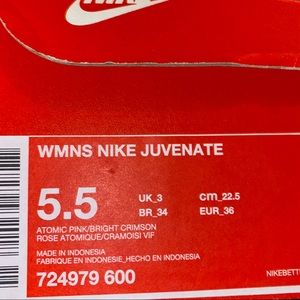 NIKE
WMNS NIKE JUVENATE
5.5
UK_3 cm_22.5
BR_34 EUR_36
ATOMIC PINK/BRIGHT CRIMSON
ROSE ATOMIQUE/CRAMOISI VIF
MADE IN INDONESIA
FABRIQUE EN INDONESIE_HECHO EN INDONESIA
724979 600
NIKEBETT